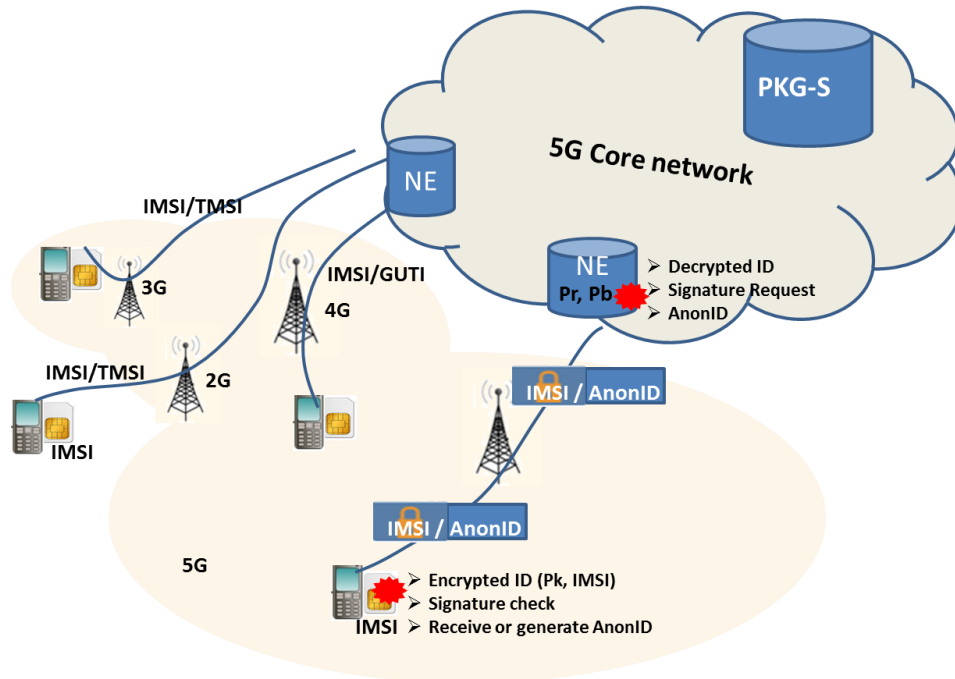 PKG-S
5G Core network
NE
IMSI/TMSI
3G
IMSI/GUTI
4G
NE
Pr, Pb
➢ Decrypted ID
➢ Signature Request
➢ AnonID
IMSI/TMSI
2G
IMSI
IMSI / AnonID
IMSI / AnonID
5G
IMSI
➢ Encrypted ID (Pk, IMSI)
➢ Signature check
➢ Receive or generate AnonID